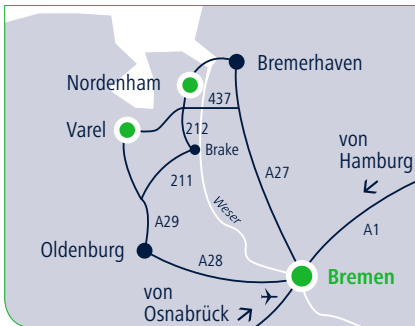 Bremerhaven
Nordenham
437
Varel
212
von
Hamburg
Brake
A27
211
Weser
A29
A1
Oldenburg
A28
Bremen
von
Osnabrück